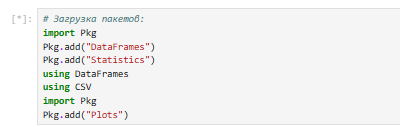 [*]: # Загрузка пакетов:
import Pkg
Pkg.add("DataFrames")
Pkg.add("Statistics")
using DataFrames
using CSV
import Pkg
Pkg.add("Plots")